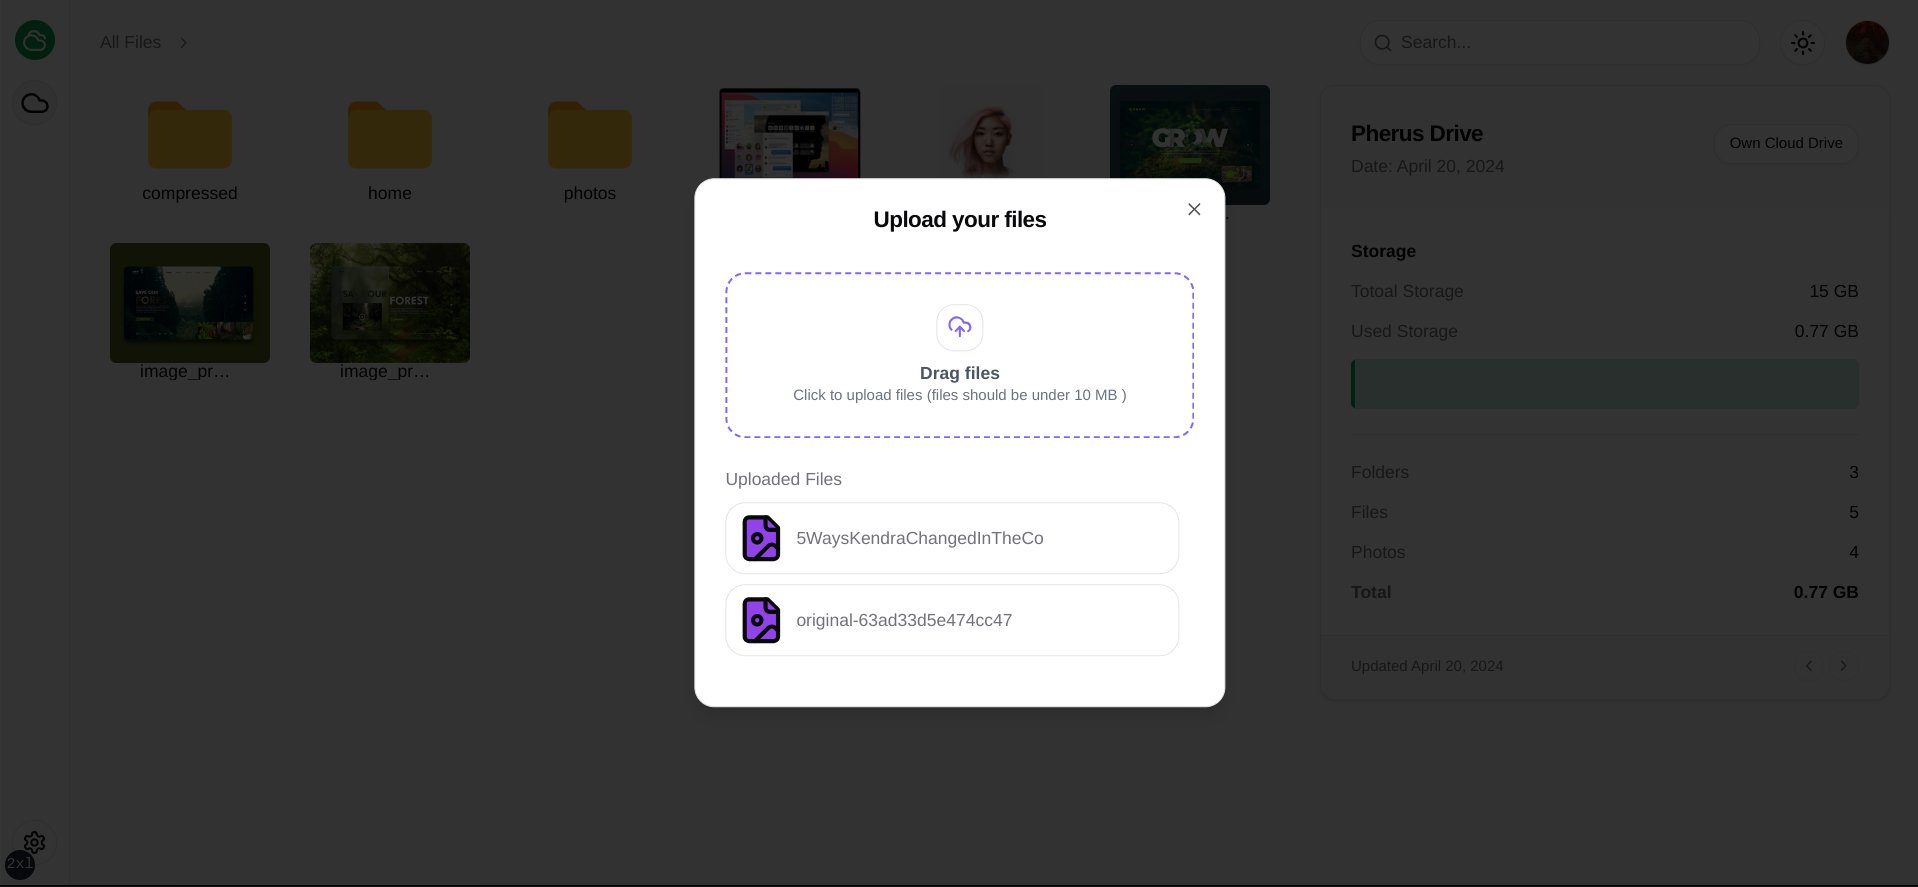 All Files
Search...
compressed
home
photos
GROW
Pherus Drive
Own Cloud Drive
Date: April 20, 2024
Upload your files
Drag files
Click to upload files (files should be under 10 MB )
Uploaded Files
5WaysKendraChangedInTheCo
original-63ad33d5e474cc47
FOREST
image_pr…
image_pr…
Storage
Totoal Storage
15 GB
Used Storage
0.77 GB
Folders
3
Files
5
Photos
4
Total
0.77 GB
Updated April 20, 2024
2x1